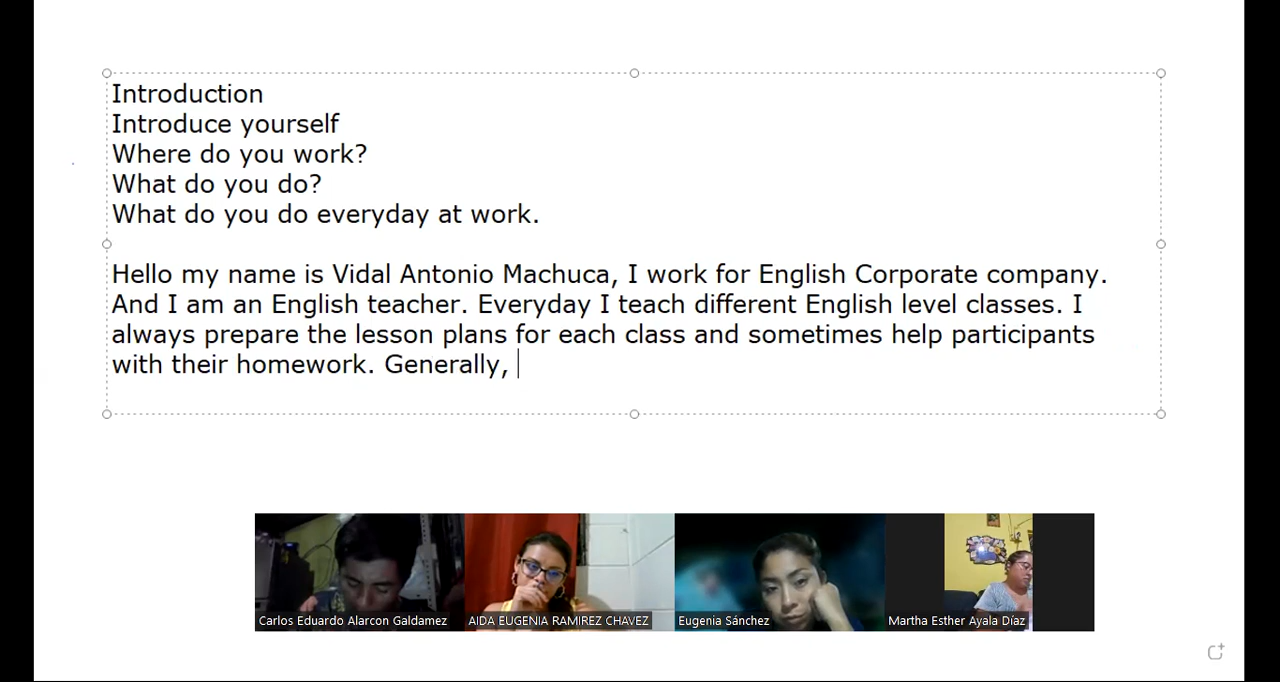 Introduction
Introduce yourself
Where do you work?
What do you do?
What do you do everyday at work.
Hello my name is Vidal Antonio Machuca, I work for English Corporate company.
And I am an English teacher. Everyday I teach different English level classes. I
always prepare the lesson plans for each class and sometimes help participants
with their homework. Generally,
Carlos Eduardo Alarcon Galdamez
AIDA EUGENIA RAMIREZ CHAVEZ
Eugenia Sánchez
Martha Esther Ayala Díaz